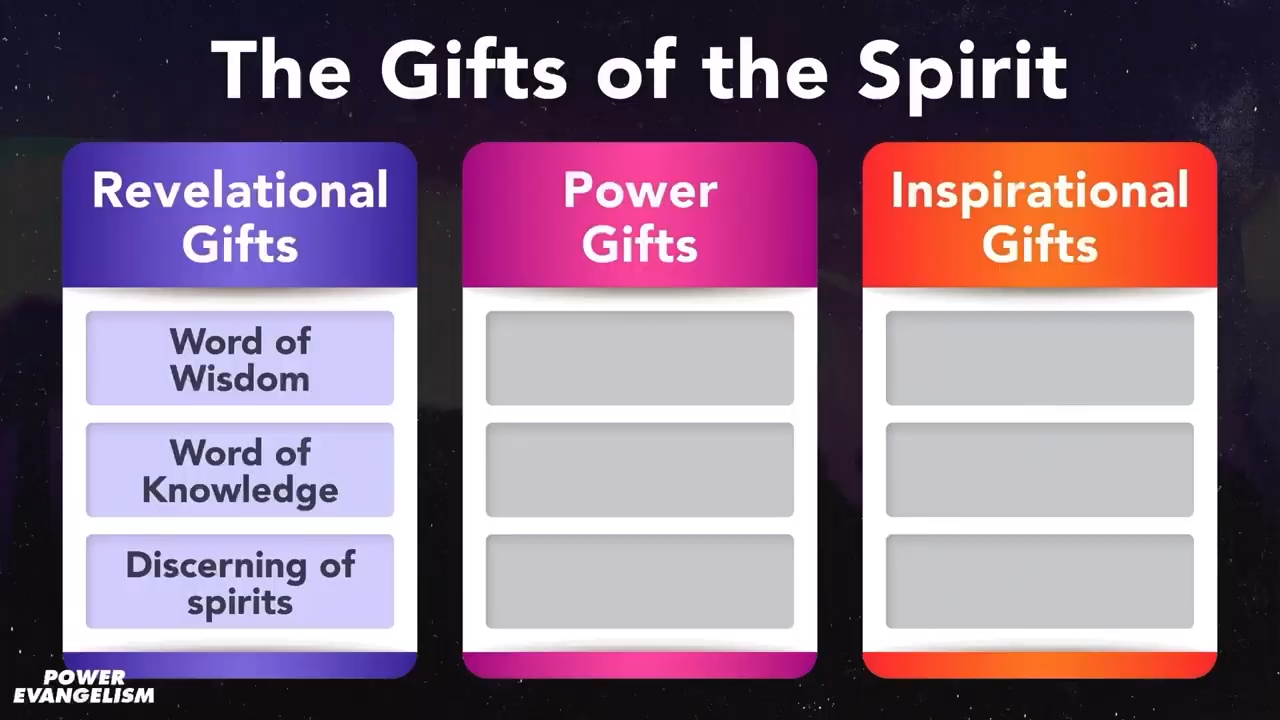 The Gifts of the Spirit
Revelational
Gifts
Word of
Wisdom
Word of
Knowledge
Discerning of
spirits
Power
Gifts
Inspirational
Gifts
POWER
EVANGELISM